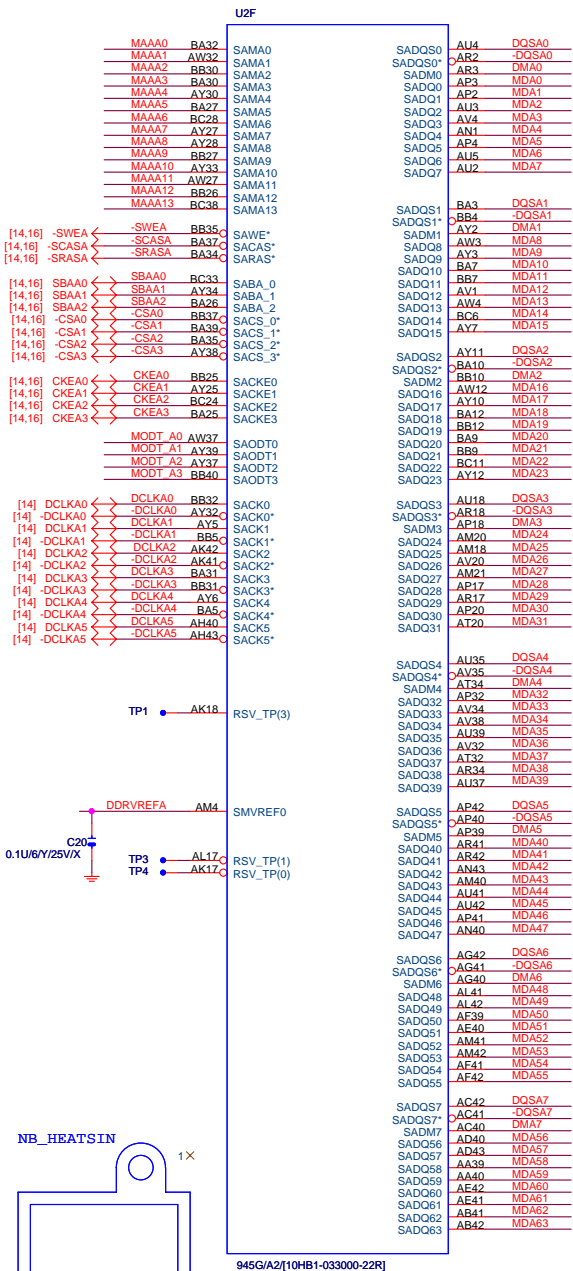 U2F
MAAA0 BA32 SAMA0
MAAA1 AW32 SAMA1
MAAA2 BB30 SAMA2
MAAA3 BA30 SAMA3
MAAA4 AY30 SAMA4
MAAA5 BA27 SAMA5
MAAA6 BC28 SAMA6
MAAA7 AY27 SAMA7
MAAA8 AY28 SAMA8
MAAA9 BB27 SAMA9
MAAA10 AY33 SAMA10
MAAA11 AW27 SAMA11
MAAA12 BB26 SAMA12
MAAA13 BC38 SAMA13
[14,16] -SWEA -SWEA BB35 SAWE*
[14,16] -SCASA -SCASA BA37 SACAS*
[14,16] -SRASA -SRASA BA34 SARAS*
[14,16] SBAA0 SBAA0 BC33 SABA_0
[14,16] SBAA1 SBAA1 AY34 SABA_1
[14,16] SBAA2 SBAA2 BA26 SABA_2
[14,16] -CSA0 -CSA0 BB37 SACS_0*
[14,16] -CSA1 -CSA1 BA39 SACS_1*
[14,16] -CSA2 -CSA2 BA35 SACS_2*
[14,16] -CSA3 -CSA3 AY38 SACS_3*
[14,16] CKEA0 CKEA0 BB25 SACKE0
[14,16] CKEA1 CKEA1 AY25 SACKE1
[14,16] CKEA2 CKEA2 BC24 SACKE2
[14,16] CKEA3 CKEA3 BA25 SACKE3
MODT_A0 AW37 SAODT0
MODT_A1 AY39 SAODT1
MODT_A2 AY37 SAODT2
MODT_A3 BB40 SAODT3
[14] DCLKA0 DCLKA0 BB32 SACK0
[14] -DCLKA0 -DCLKA0 AY32 SACK0*
[14] DCLKA1 DCLKA1 AY5 SACK1
[14] -DCLKA1 -DCLKA1 BB5 SACK1*
[14] DCLKA2 DCLKA2 AK42 SACK2
[14] -DCLKA2 -DCLKA2 AK41 SACK2*
[14] DCLKA3 DCLKA3 BA31 SACK3
[14] -DCLKA3 -DCLKA3 BB31 SACK3*
[14] DCLKA4 DCLKA4 AY6 SACK4
[14] -DCLKA4 -DCLKA4 BA5 SACK4*
[14] DCLKA5 DCLKA5 AH40 SACK5
[14] -DCLKA5 -DCLKA5 AH43 SACK5*
TP1 AK18 RSV_TP(3)
DDRVREFA AM4 SMVREF0
C20
0.1U/6/Y/25V/X
TP3 AL17 RSV_TP(1)
TP4 AK17 RSV_TP(0)
SADQS0 AU4 DQSA0
SADQS0* AR2 -DQSA0
SADM0 AR3 DMA0
SADQ0 AP3 MDA0
SADQ1 AP2 MDA1
SADQ2 AU3 MDA2
SADQ3 AV4 MDA3
SADQ4 AN1 MDA4
SADQ5 AP4 MDA5
SADQ6 AU5 MDA6
SADQ7 AU2 MDA7
SADQS1 BA3 DQSA1
SADQS1* BB4 -DQSA1
SADM1 AY2 DMA1
SADQ8 AW3 MDA8
SADQ9 AY3 MDA9
SADQ10 BA7 MDA10
SADQ11 BB7 MDA11
SADQ12 AV1 MDA12
SADQ13 AW4 MDA13
SADQ14 BC6 MDA14
SADQ15 AY7 MDA15
SADQS2 AY11 DQSA2
SADQS2* BA10 -DQSA2
SADM2 BB10 DMA2
SADQ16 AW12 MDA16
SADQ17 AY10 MDA17
SADQ18 BA12 MDA18
SADQ19 BB12 MDA19
SADQ20 BA9 MDA20
SADQ21 BB9 MDA21
SADQ22 BC11 MDA22
SADQ23 AY12 MDA23
SADQS3 AU18 DQSA3
SADQS3* AR18 -DQSA3
SADM3 AP18 DMA3
SADQ24 AM20 MDA24
SADQ25 AM18 MDA25
SADQ26 AV20 MDA26
SADQ27 AM21 MDA27
SADQ28 AP17 MDA28
SADQ29 AR17 MDA29
SADQ30 AP20 MDA30
SADQ31 AT20 MDA31
SADQS4 AU35 DQSA4
SADQS4* AV35 -DQSA4
SADM4 AT34 DMA4
SADQ32 AP32 MDA32
SADQ33 AV34 MDA33
SADQ34 AV38 MDA34
SADQ35 AU39 MDA35
SADQ36 AV32 MDA36
SADQ37 AT32 MDA37
SADQ38 AR34 MDA38
SADQ39 AU37 MDA39
SADQS5 AP42 DQSA5
SADQS5* AP40 -DQSA5
SADM5 AP39 DMA5
SADQ40 AR41 MDA40
SADQ41 AR42 MDA41
SADQ42 AN43 MDA42
SADQ43 AM40 MDA43
SADQ44 AU41 MDA44
SADQ45 AU42 MDA45
SADQ46 AP41 MDA46
SADQ47 AN40 MDA47
SADQS6 AG42 DQSA6
SADQS6* AG41 -DQSA6
SADM6 AG40 DMA6
SADQ48 AL41 MDA48
SADQ49 AL42 MDA49
SADQ50 AF39 MDA50
SADQ51 AE40 MDA51
SADQ52 AM41 MDA52
SADQ53 AM42 MDA53
SADQ54 AF41 MDA54
SADQ55 AF42 MDA55
SADQS7 AC42 DQSA7
SADQS7* AC41 -DQSA7
SADM7 AC40 DMA7
SADQ56 AD40 MDA56
SADQ57 AD43 MDA57
SADQ58 AA39 MDA58
SADQ59 AA40 MDA59
SADQ60 AE42 MDA60
SADQ61 AE41 MDA61
SADQ62 AB41 MDA62
SADQ63 AB42 MDA63
NB_HEATSIN
1
945G/A2/[10HB1-033000-22R]